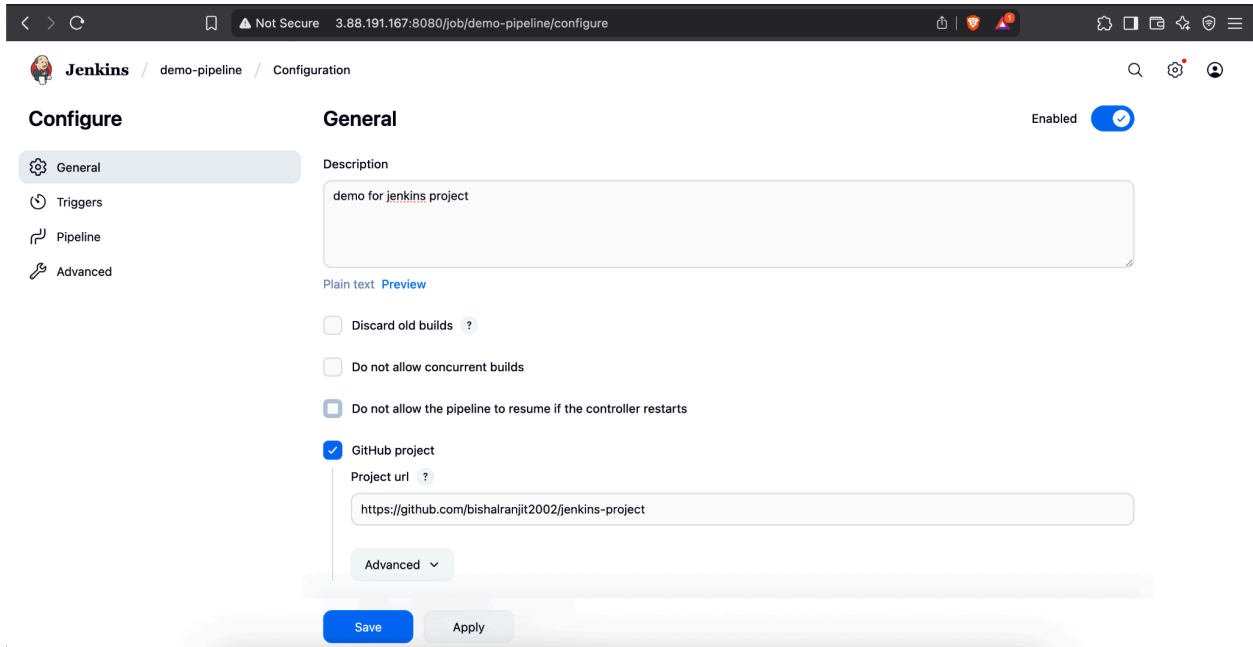 Not Secure 3.88.191.167:8080/job/demo-pipeline/configure
1
Jenkins / demo-pipeline / Configuration
Configure
General
Triggers
Pipeline
Advanced
General
Enabled
Description
demo for jenkins project
Plain text Preview
Discard old builds ?
Do not allow concurrent builds
Do not allow the pipeline to resume if the controller restarts
GitHub project
Project url ?
https://github.com/bishalranjit2002/jenkins-project
Advanced
Save Apply